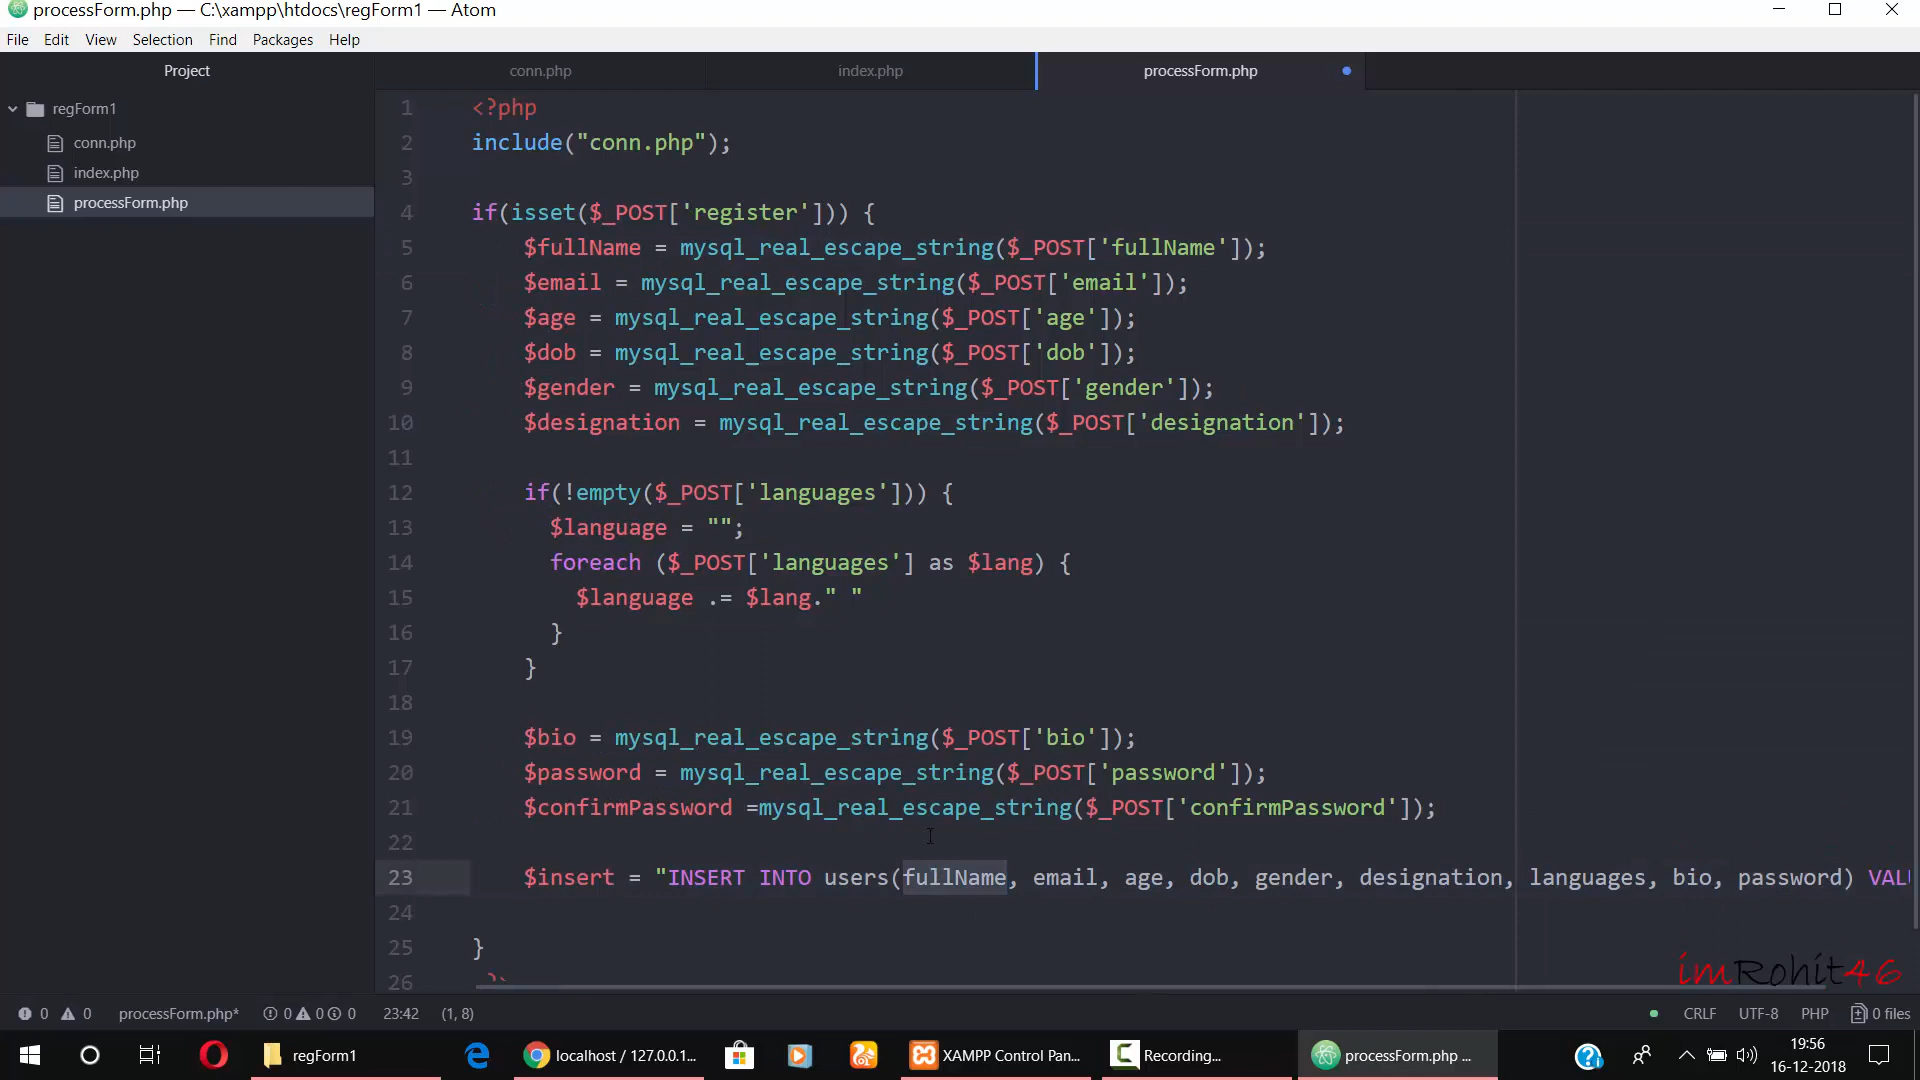 processForm.php — C:\xampp\htdocs\regForm1 — Atom
File Edit View Selection Find Packages Help
Project
conn.php
index.php
processForm.php
regForm1
conn.php
index.php
processForm.php
1 <?php
2 include("conn.php");
3
4 if(isset($_POST['register'])) {
5 $fullName = mysql_real_escape_string($_POST['fullName']);
6 $email = mysql_real_escape_string($_POST['email']);
7 $age = mysql_real_escape_string($_POST['age']);
8 $dob = mysql_real_escape_string($_POST['dob']);
9 $gender = mysql_real_escape_string($_POST['gender']);
10 $designation = mysql_real_escape_string($_POST['designation']);
11
12 if(!empty($_POST['languages'])) {
13 $language = "";
14 foreach ($_POST['languages'] as $lang) {
15 $language .= $lang." "
16 }
17 }
18
19 $bio = mysql_real_escape_string($_POST['bio']);
20 $password = mysql_real_escape_string($_POST['password']);
21 $confirmPassword =mysql_real_escape_string($_POST['confirmPassword']);
22
23 $insert = "INSERT INTO users(fullName, email, age, dob, gender, designation, languages, bio, password) VAL
24
25 }
26
imRohit46
0 0 processForm.php* 0 0 0 23:42 (1, 8) CRLF UTF-8 PHP 0 files
regForm1
localhost / 127.0.0.1...
XAMPP Control Pan...
Recording...
processForm.php ...
19:56
16-12-2018